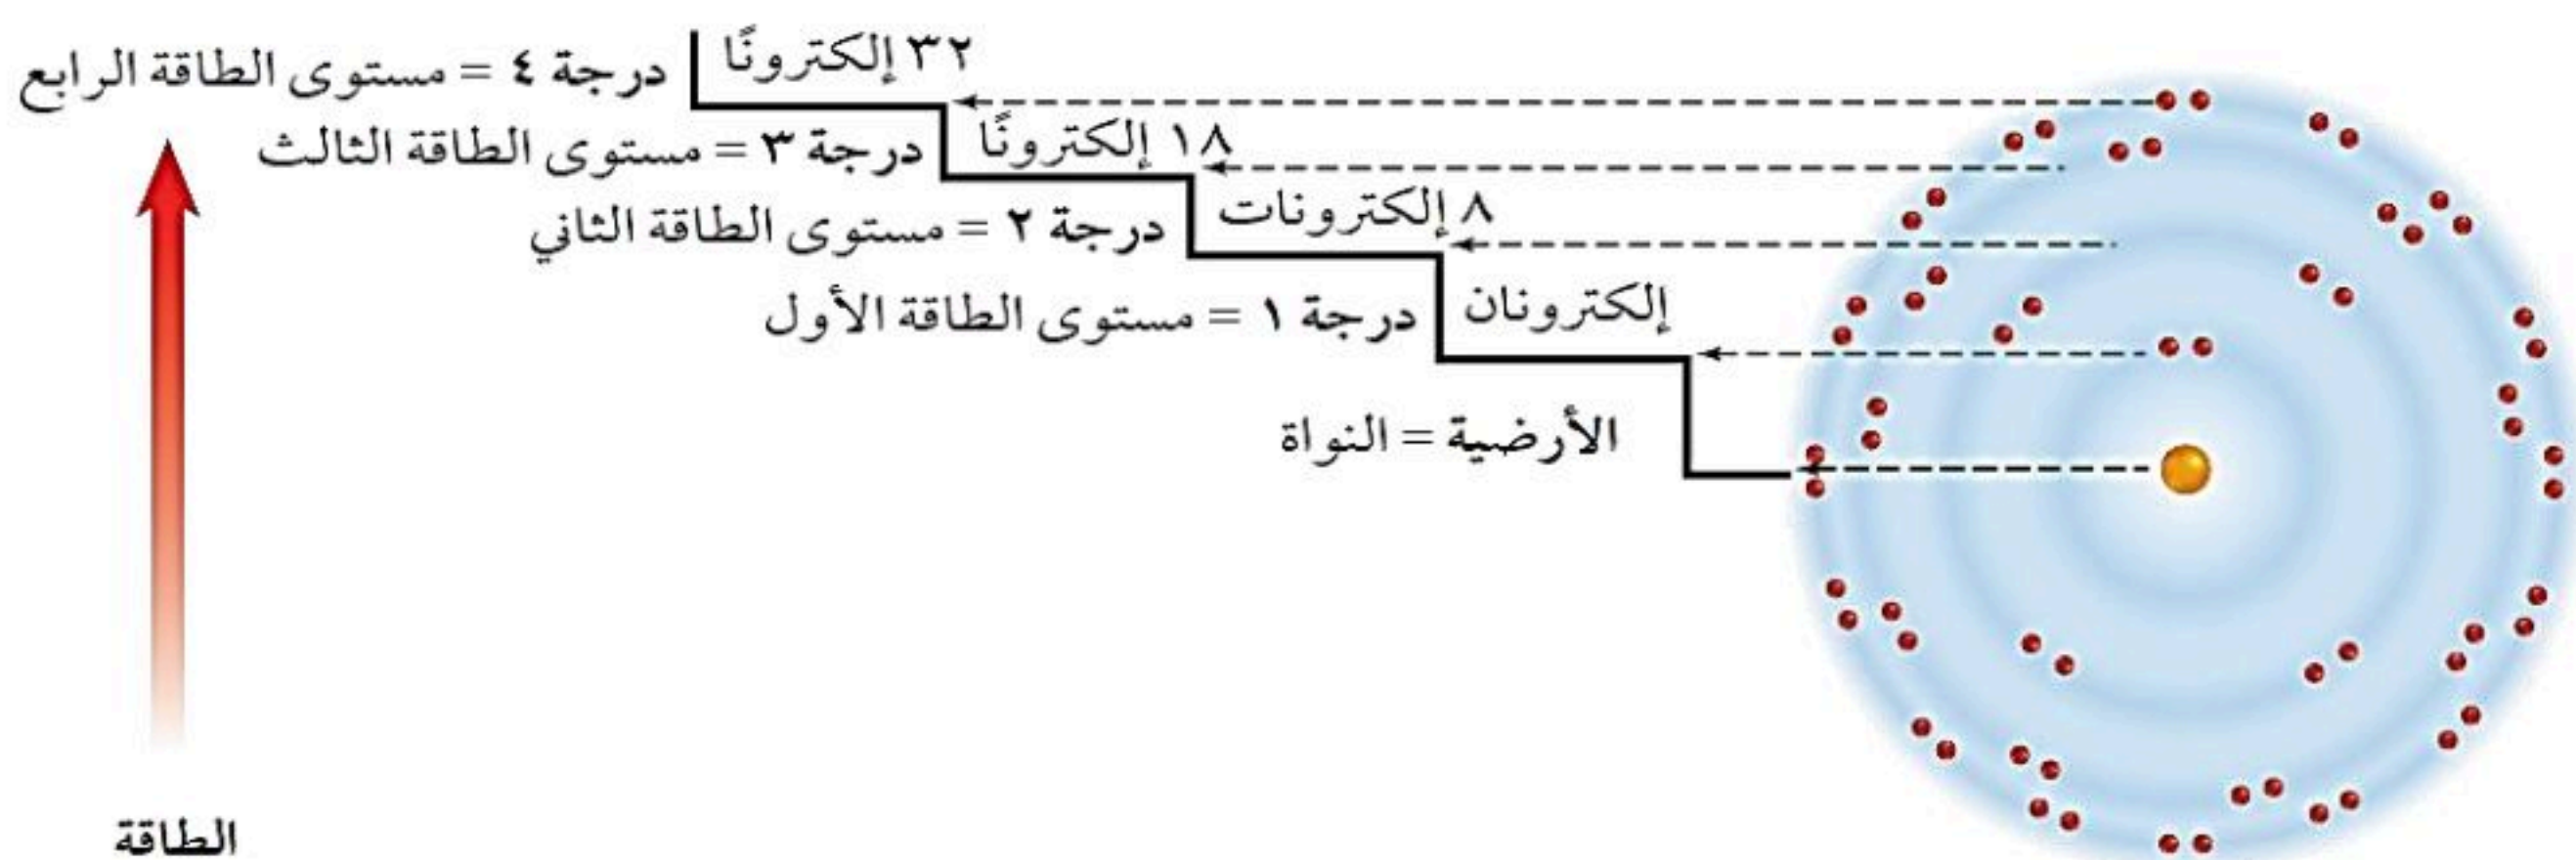 ٣٢ إلكترونًا
درجة ٤ = مستوى الطاقة الرابع
١٨ إلكترونًا
درجة ٣ = مستوى الطاقة الثالث
٨ إلكترونات
درجة ٢ = مستوى الطاقة الثاني
إلكترونان
درجة ١ = مستوى الطاقة الأول
الأرضية = النواة
الطاقة